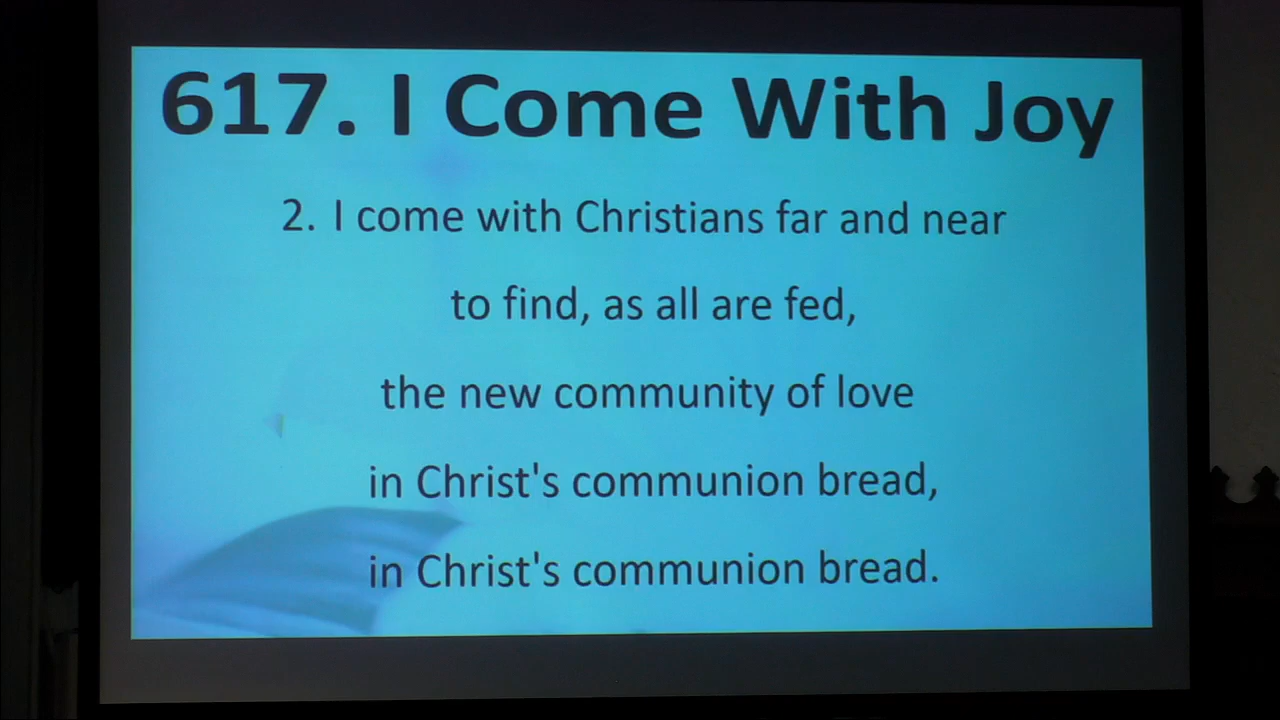 617. I Come With Joy
2. I come with Christians far and near
to find, as all are fed,
the new community of love
in Christ's communion bread,
in Christ's communion bread.